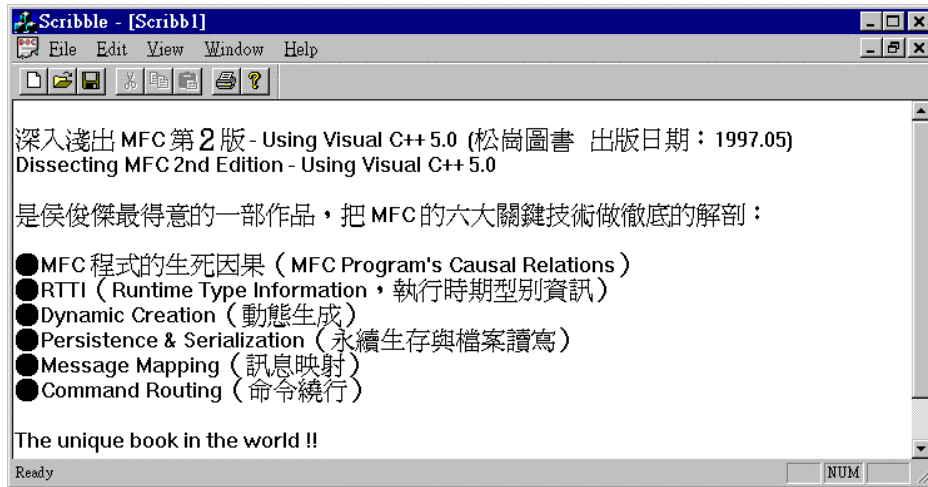 Scribble - [Scribb1]
File Edit View Window Help
深入淺出 MFC 第 2 版 - Using Visual C++ 5.0 (松崗圖書 出版日期：1997.05)
Dissecting MFC 2nd Edition - Using Visual C++ 5.0
是侯俊傑最得意的一部作品，把 MFC 的六大關鍵技術做徹底的解剖：
●MFC 程式的生死因果（MFC Program's Causal Relations）
●RTTI（Runtime Type Information，執行時期型別資訊）
●Dynamic Creation（動態生成）
●Persistence & Serialization（永續生存與檔案讀寫）
●Message Mapping（訊息映射）
●Command Routing（命令繞行）
The unique book in the world !!
Ready NUM